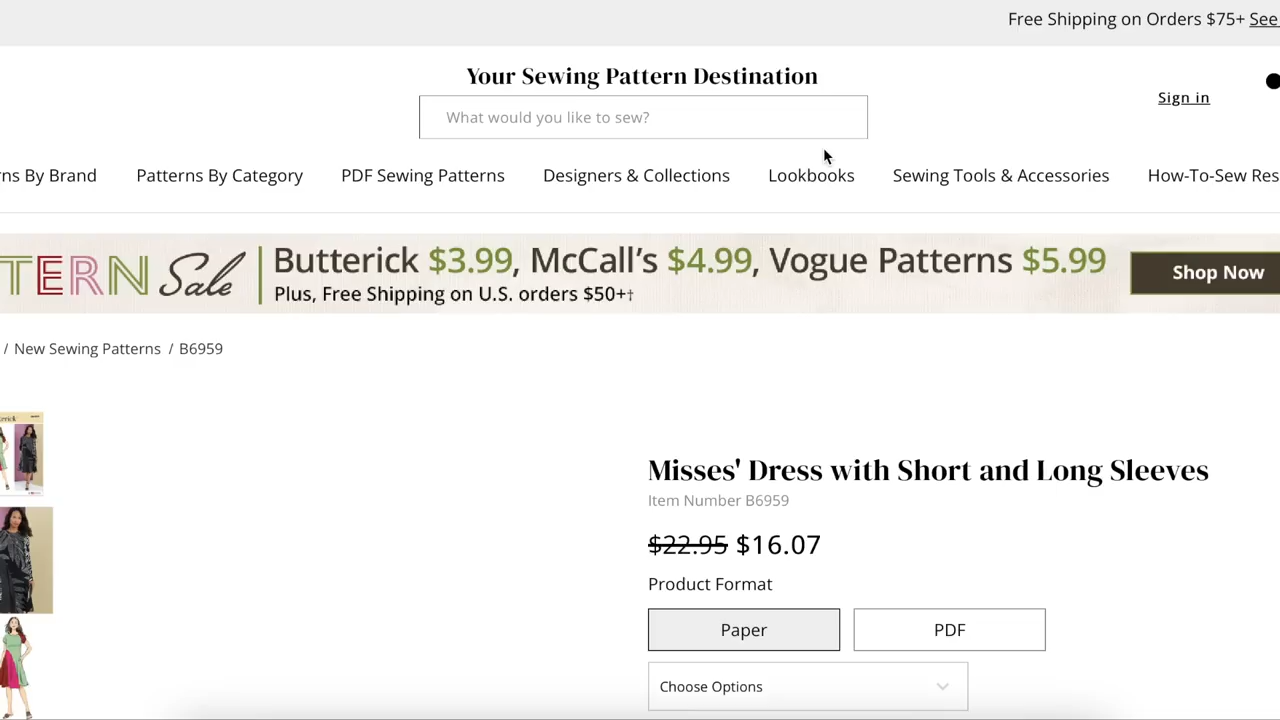 Free Shipping on Orders $75+ See
Your Sewing Pattern Destination
What would you like to sew?
Sign in
rns By Brand
Patterns By Category
PDF Sewing Patterns
Designers & Collections
Lookbooks
Sewing Tools & Accessories
How-To-Sew Res
TERN Sale
Butterick $3.99, McCall's $4.99, Vogue Patterns $5.99
Plus, Free Shipping on U.S. orders $50+†
Shop Now
/ New Sewing Patterns / B6959
Misses' Dress with Short and Long Sleeves
Item Number B6959
$22.95 $16.07
Product Format
Paper
PDF
Choose Options